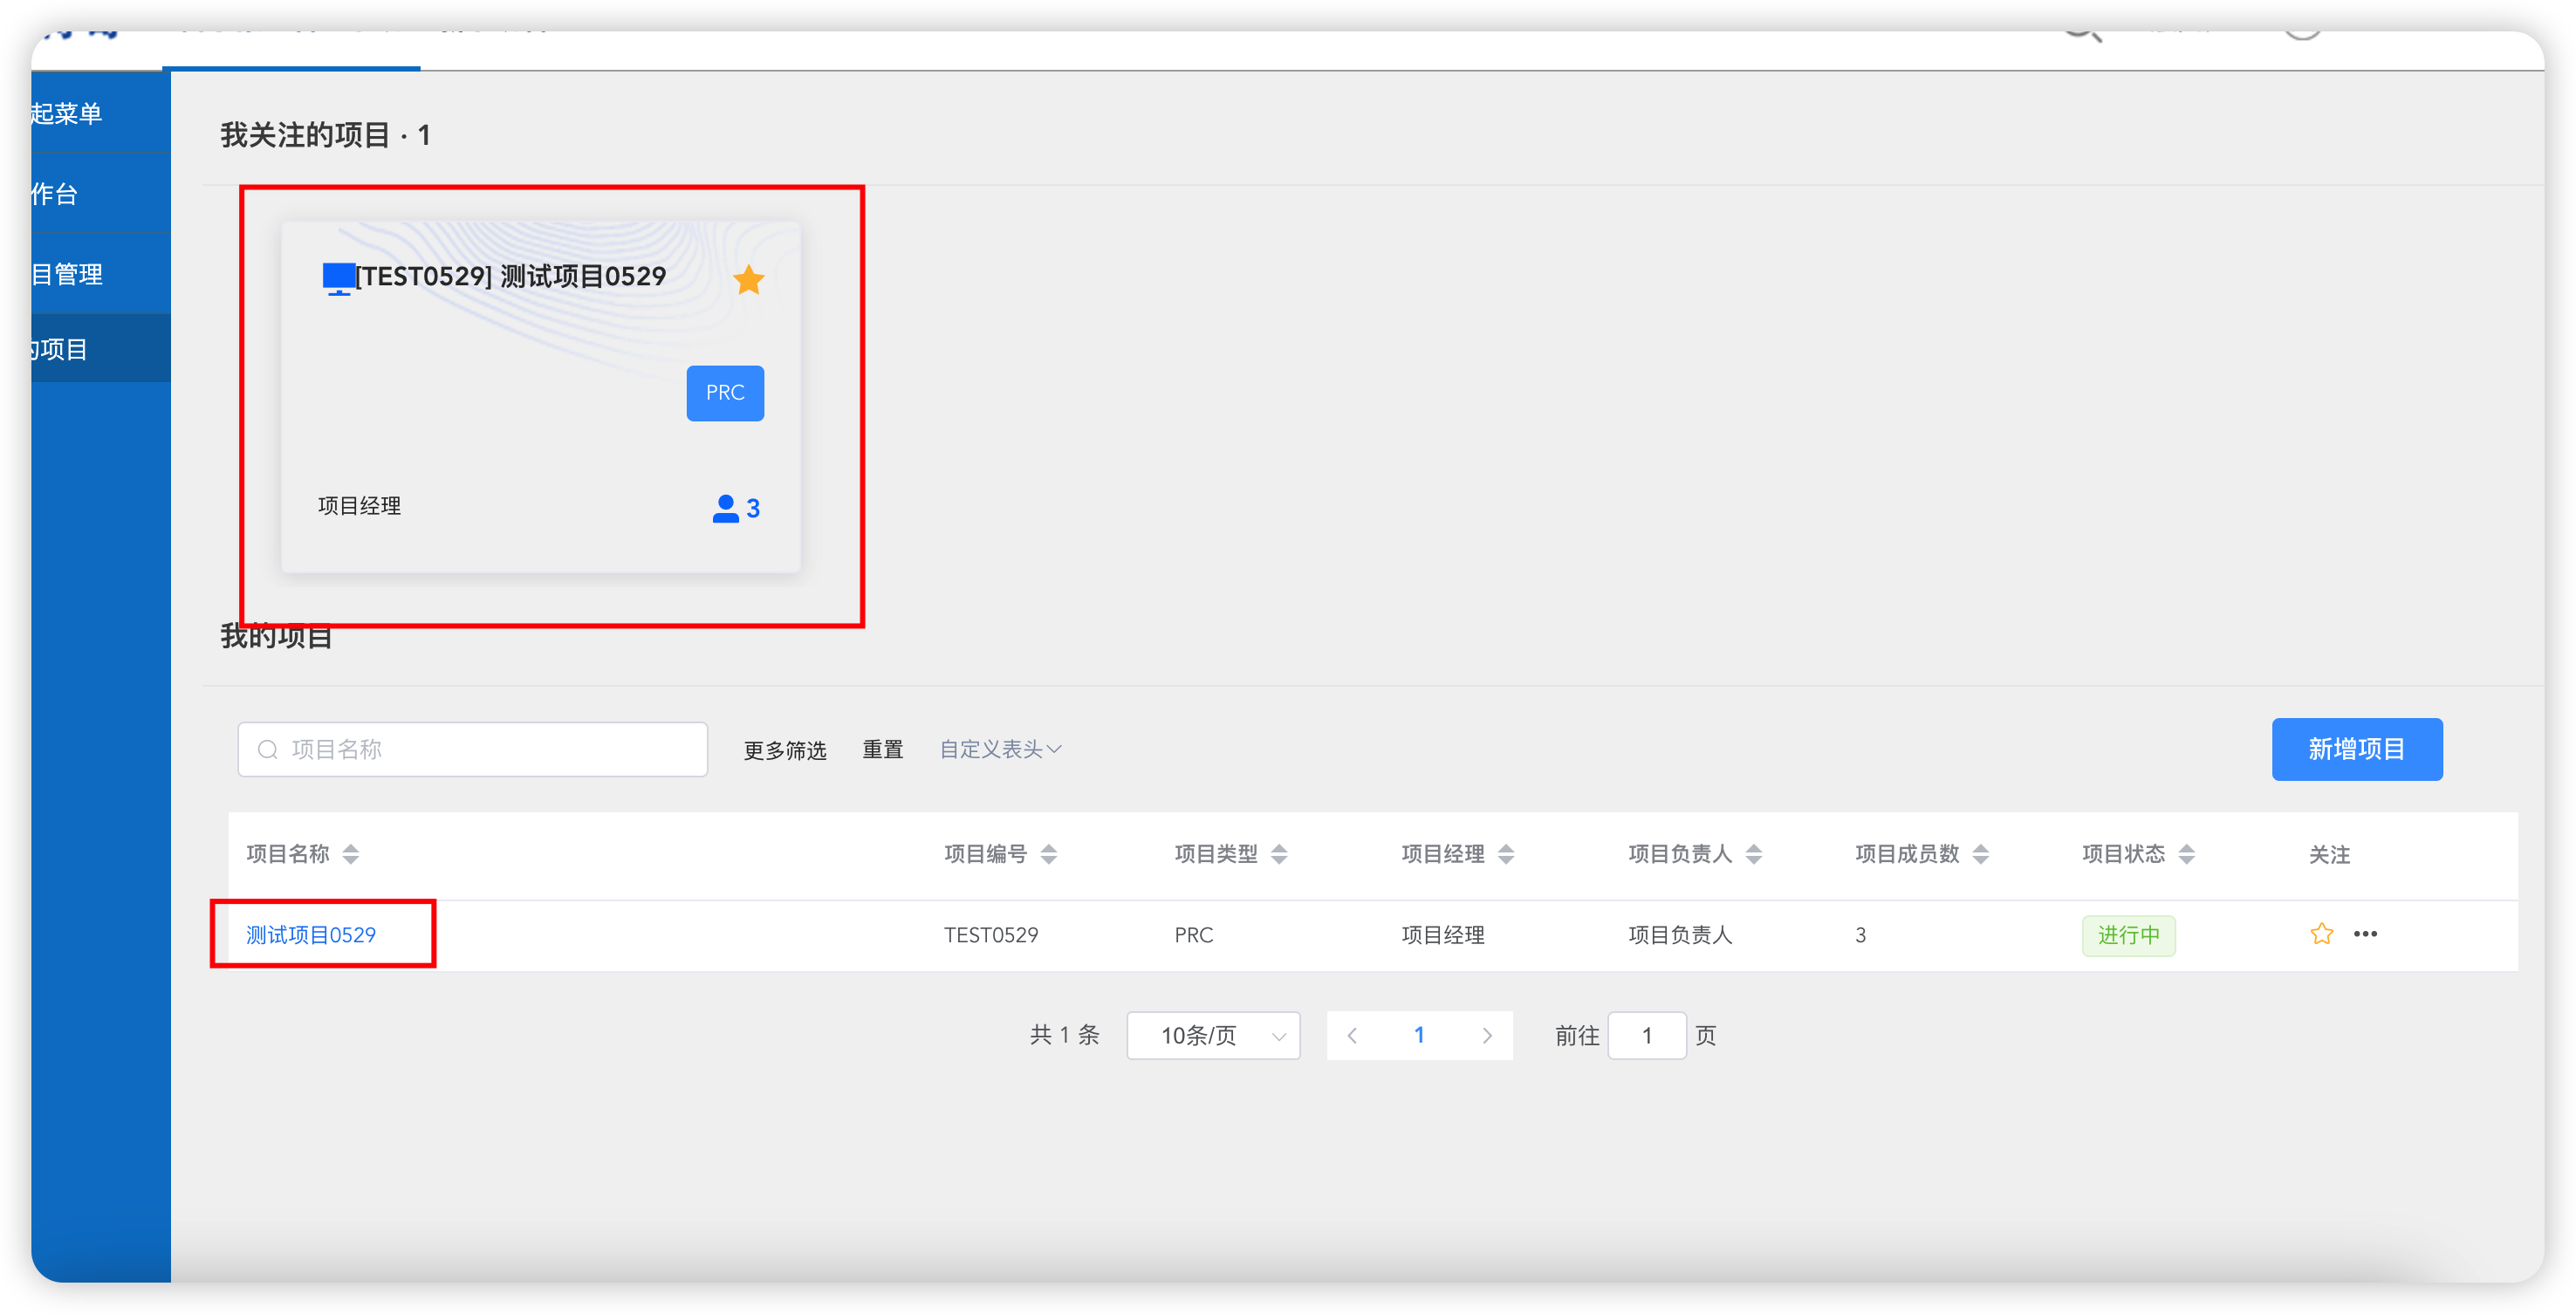 起菜单
作台
目管理
的项目
我关注的项目 · 1
[TEST0529] 测试项目0529
PRC
项目经理
3
我的项目
项目名称
更多筛选
重置
自定义表头
新增项目
项目名称 项目编号 项目类型 项目经理 项目负责人 项目成员数 项目状态 关注
测试项目0529 TEST0529 PRC 项目经理 项目负责人 3 进行中
共 1 条 10条/页 1 前往 1 页